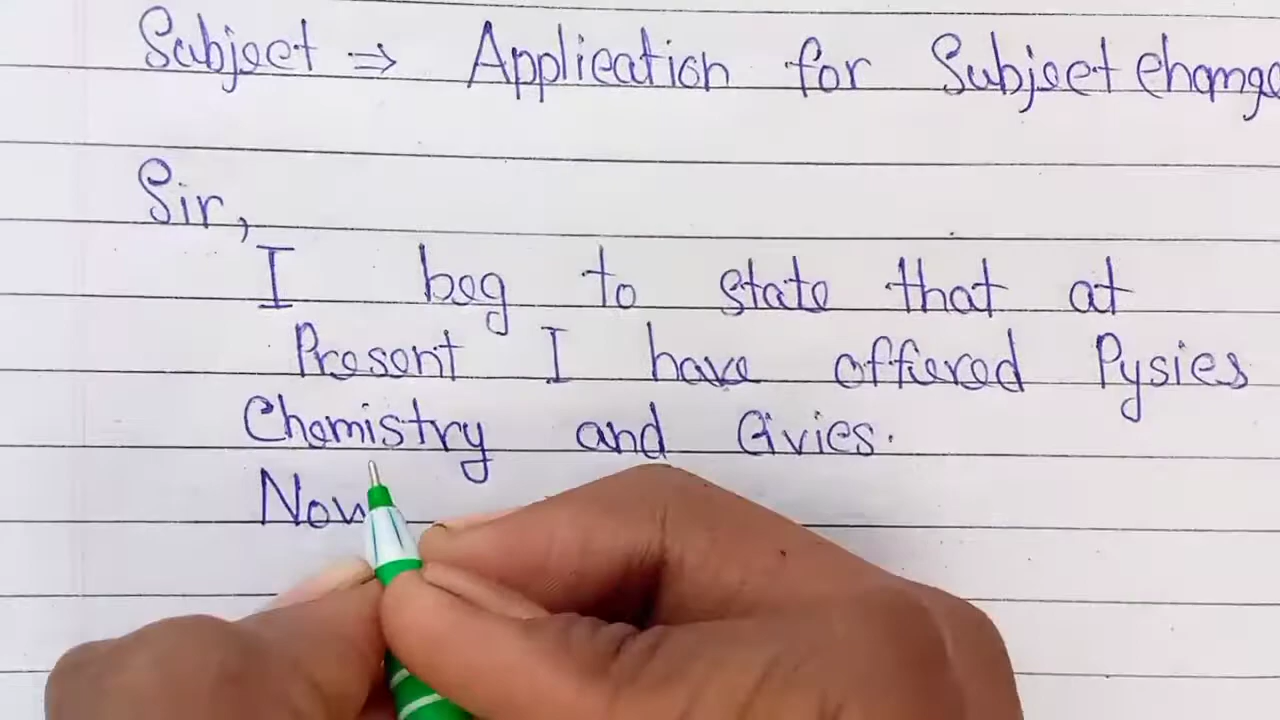 Subject ⇒ Application for Subject change
Sir,
I beg to state that at
Present I have offered Pysics
Chemistry and Civics.
Now